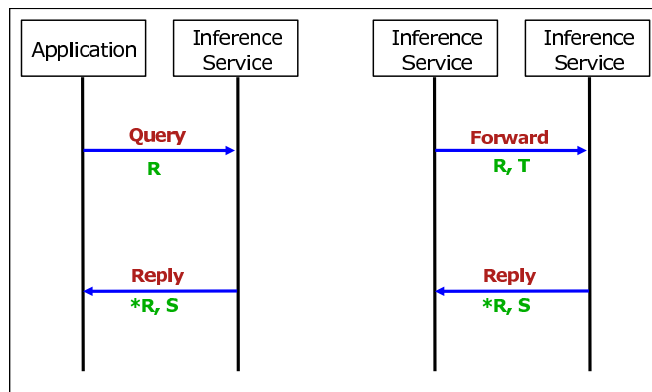 Application
Inference
Service
Inference
Service
Inference
Service
Query
R
Forward
R, T
Reply
*R, S
Reply
*R, S